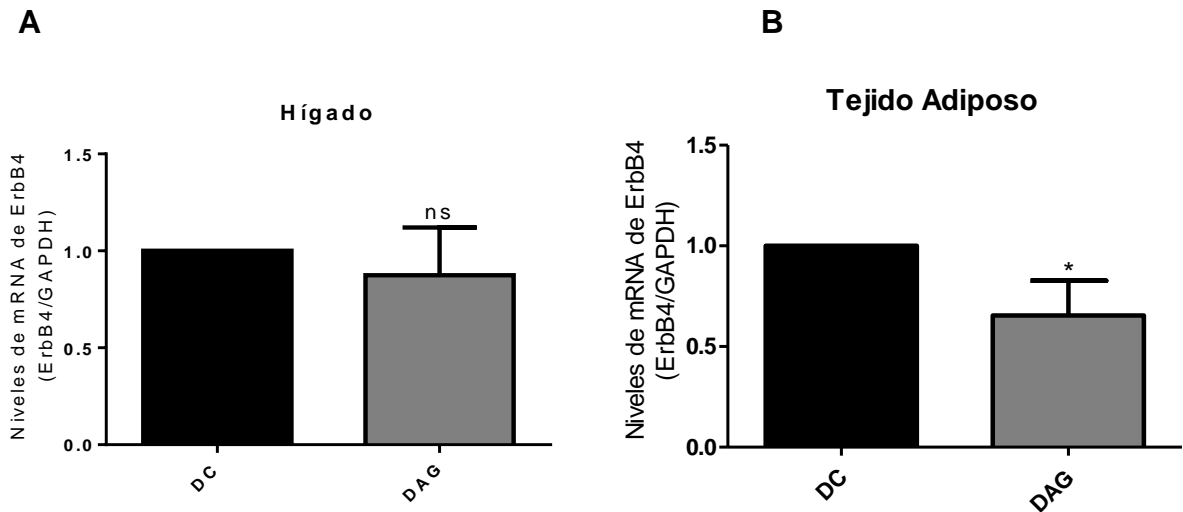 A
Hígado
Niveles de mRNA de ErbB4
(ErbB4/GAPDH)
1.5
1.0
0.5
0.0
ns
DC
DAG
B
Tejido Adiposo
Niveles de mRNA de ErbB4
(ErbB4/GAPDH)
1.5
1.0
0.5
0.0
*
DC
DAG